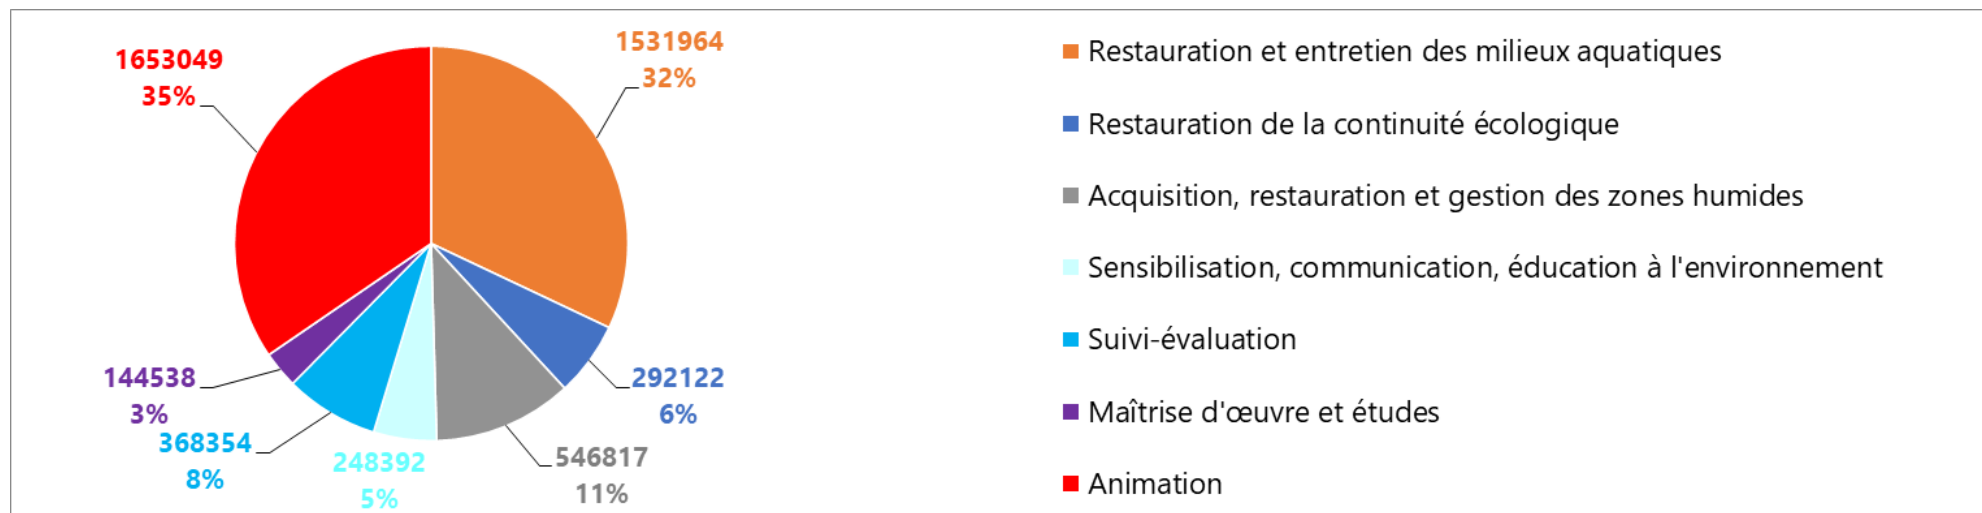 1653049
35%
1531964
32%
144538
3%
368354
8%
248392
5%
546817
11%
292122
6%
Restauration et entretien des milieux aquatiques
Restauration de la continuité écologique
Acquisition, restauration et gestion des zones humides
Sensibilisation, communication, éducation à l'environnement
Suivi-évaluation
Maîtrise d'œuvre et études
Animation